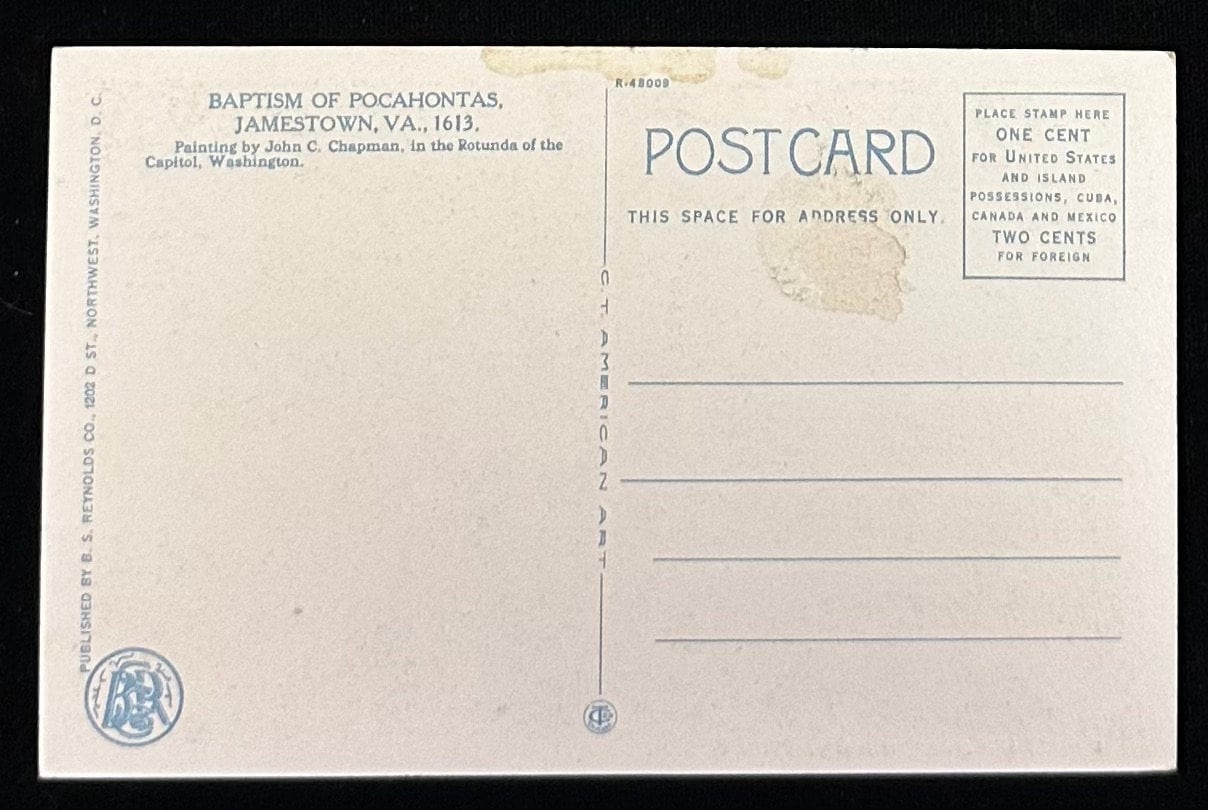 BAPTISM OF POCAHONTAS,
JAMESTOWN, VA., 1613.
Painting by John C. Chapman, in the Rotunda of the
Capitol, Washington.
PUBLISHED BY B. S. REYNOLDS CO., 1202 D ST., NORTHWEST, WASHINGTON, D. C.
C. T. AMERICAN ART
R-48009
POST CARD
THIS SPACE FOR ADDRESS ONLY.
PLACE STAMP HERE
ONE CENT
FOR UNITED STATES
AND ISLAND
POSSESSIONS, CUBA,
CANADA AND MEXICO
TWO CENTS
FOR FOREIGN